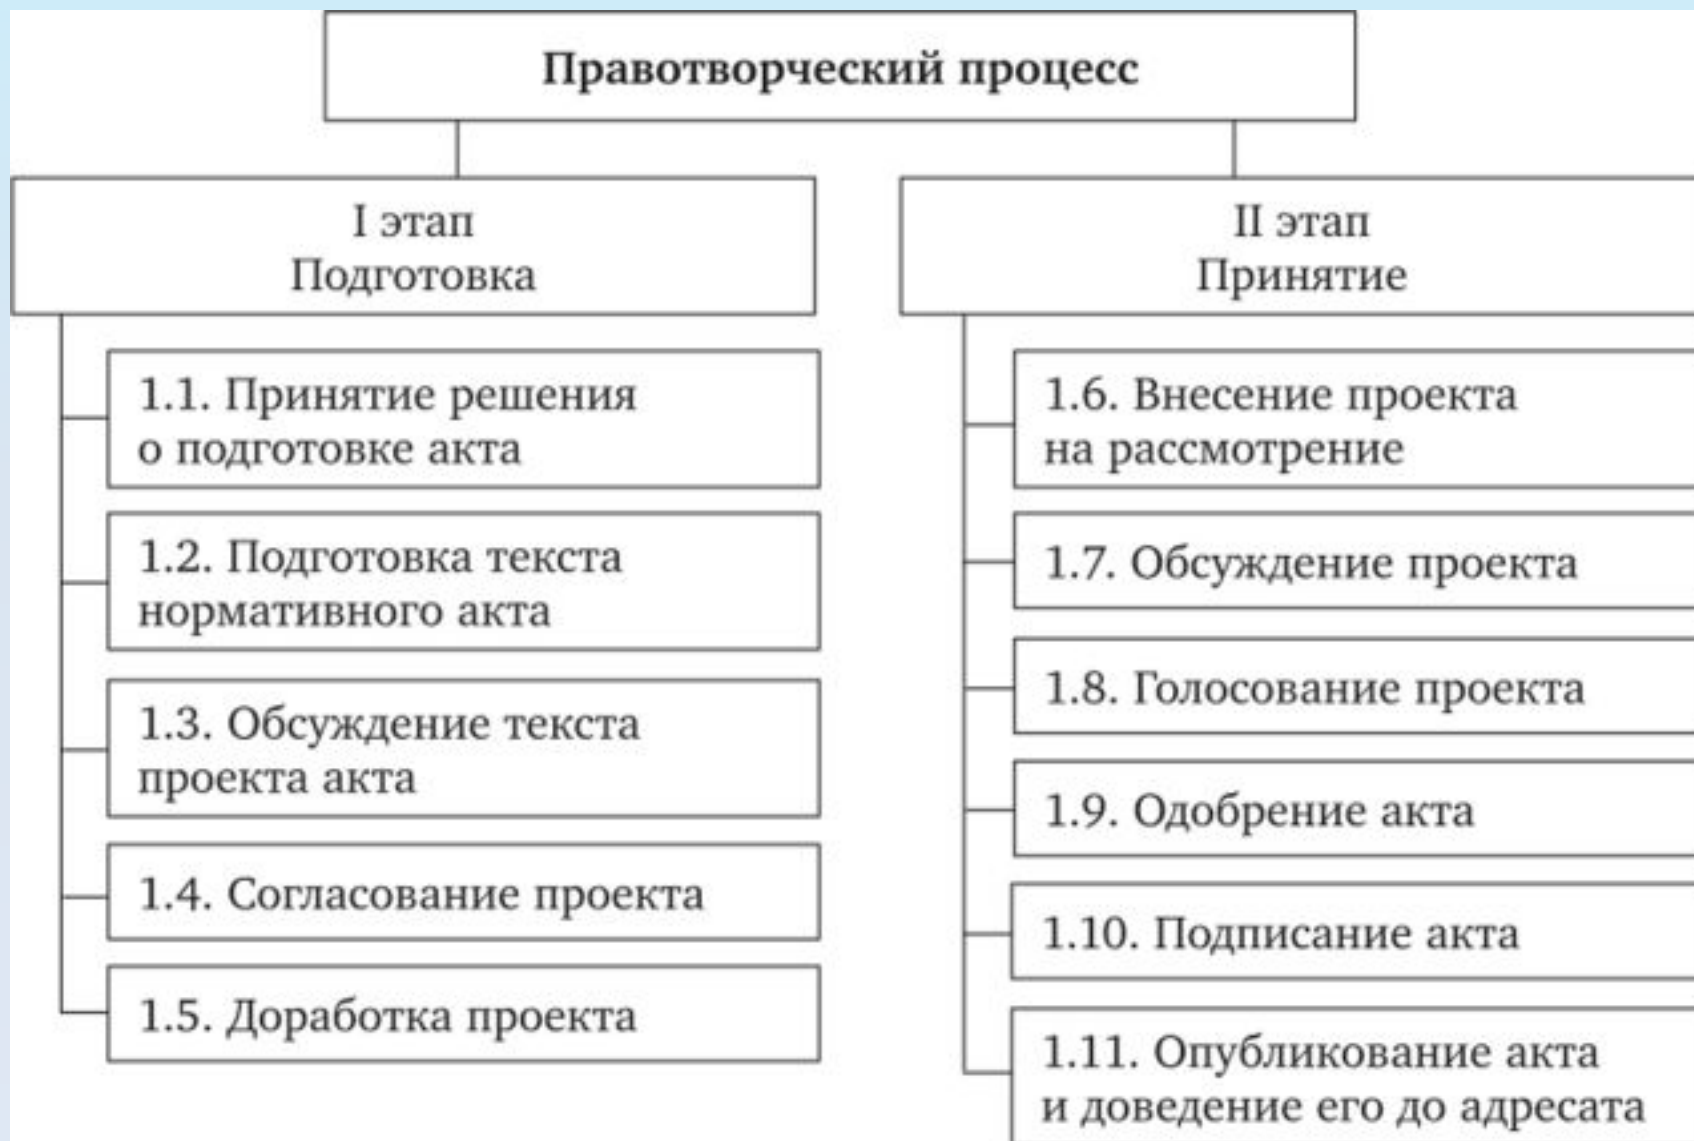 Правотворческий процесс
I этап
Подготовка
1.1. Принятие решения
о подготовке акта
1.2. Подготовка текста
нормативного акта
1.3. Обсуждение текста
проекта акта
1.4. Согласование проекта
1.5. Доработка проекта
II этап
Принятие
1.6. Внесение проекта
на рассмотрение
1.7. Обсуждение проекта
1.8. Голосование проекта
1.9. Одобрение акта
1.10. Подписание акта
1.11. Опубликование акта
и доведение его до адресата